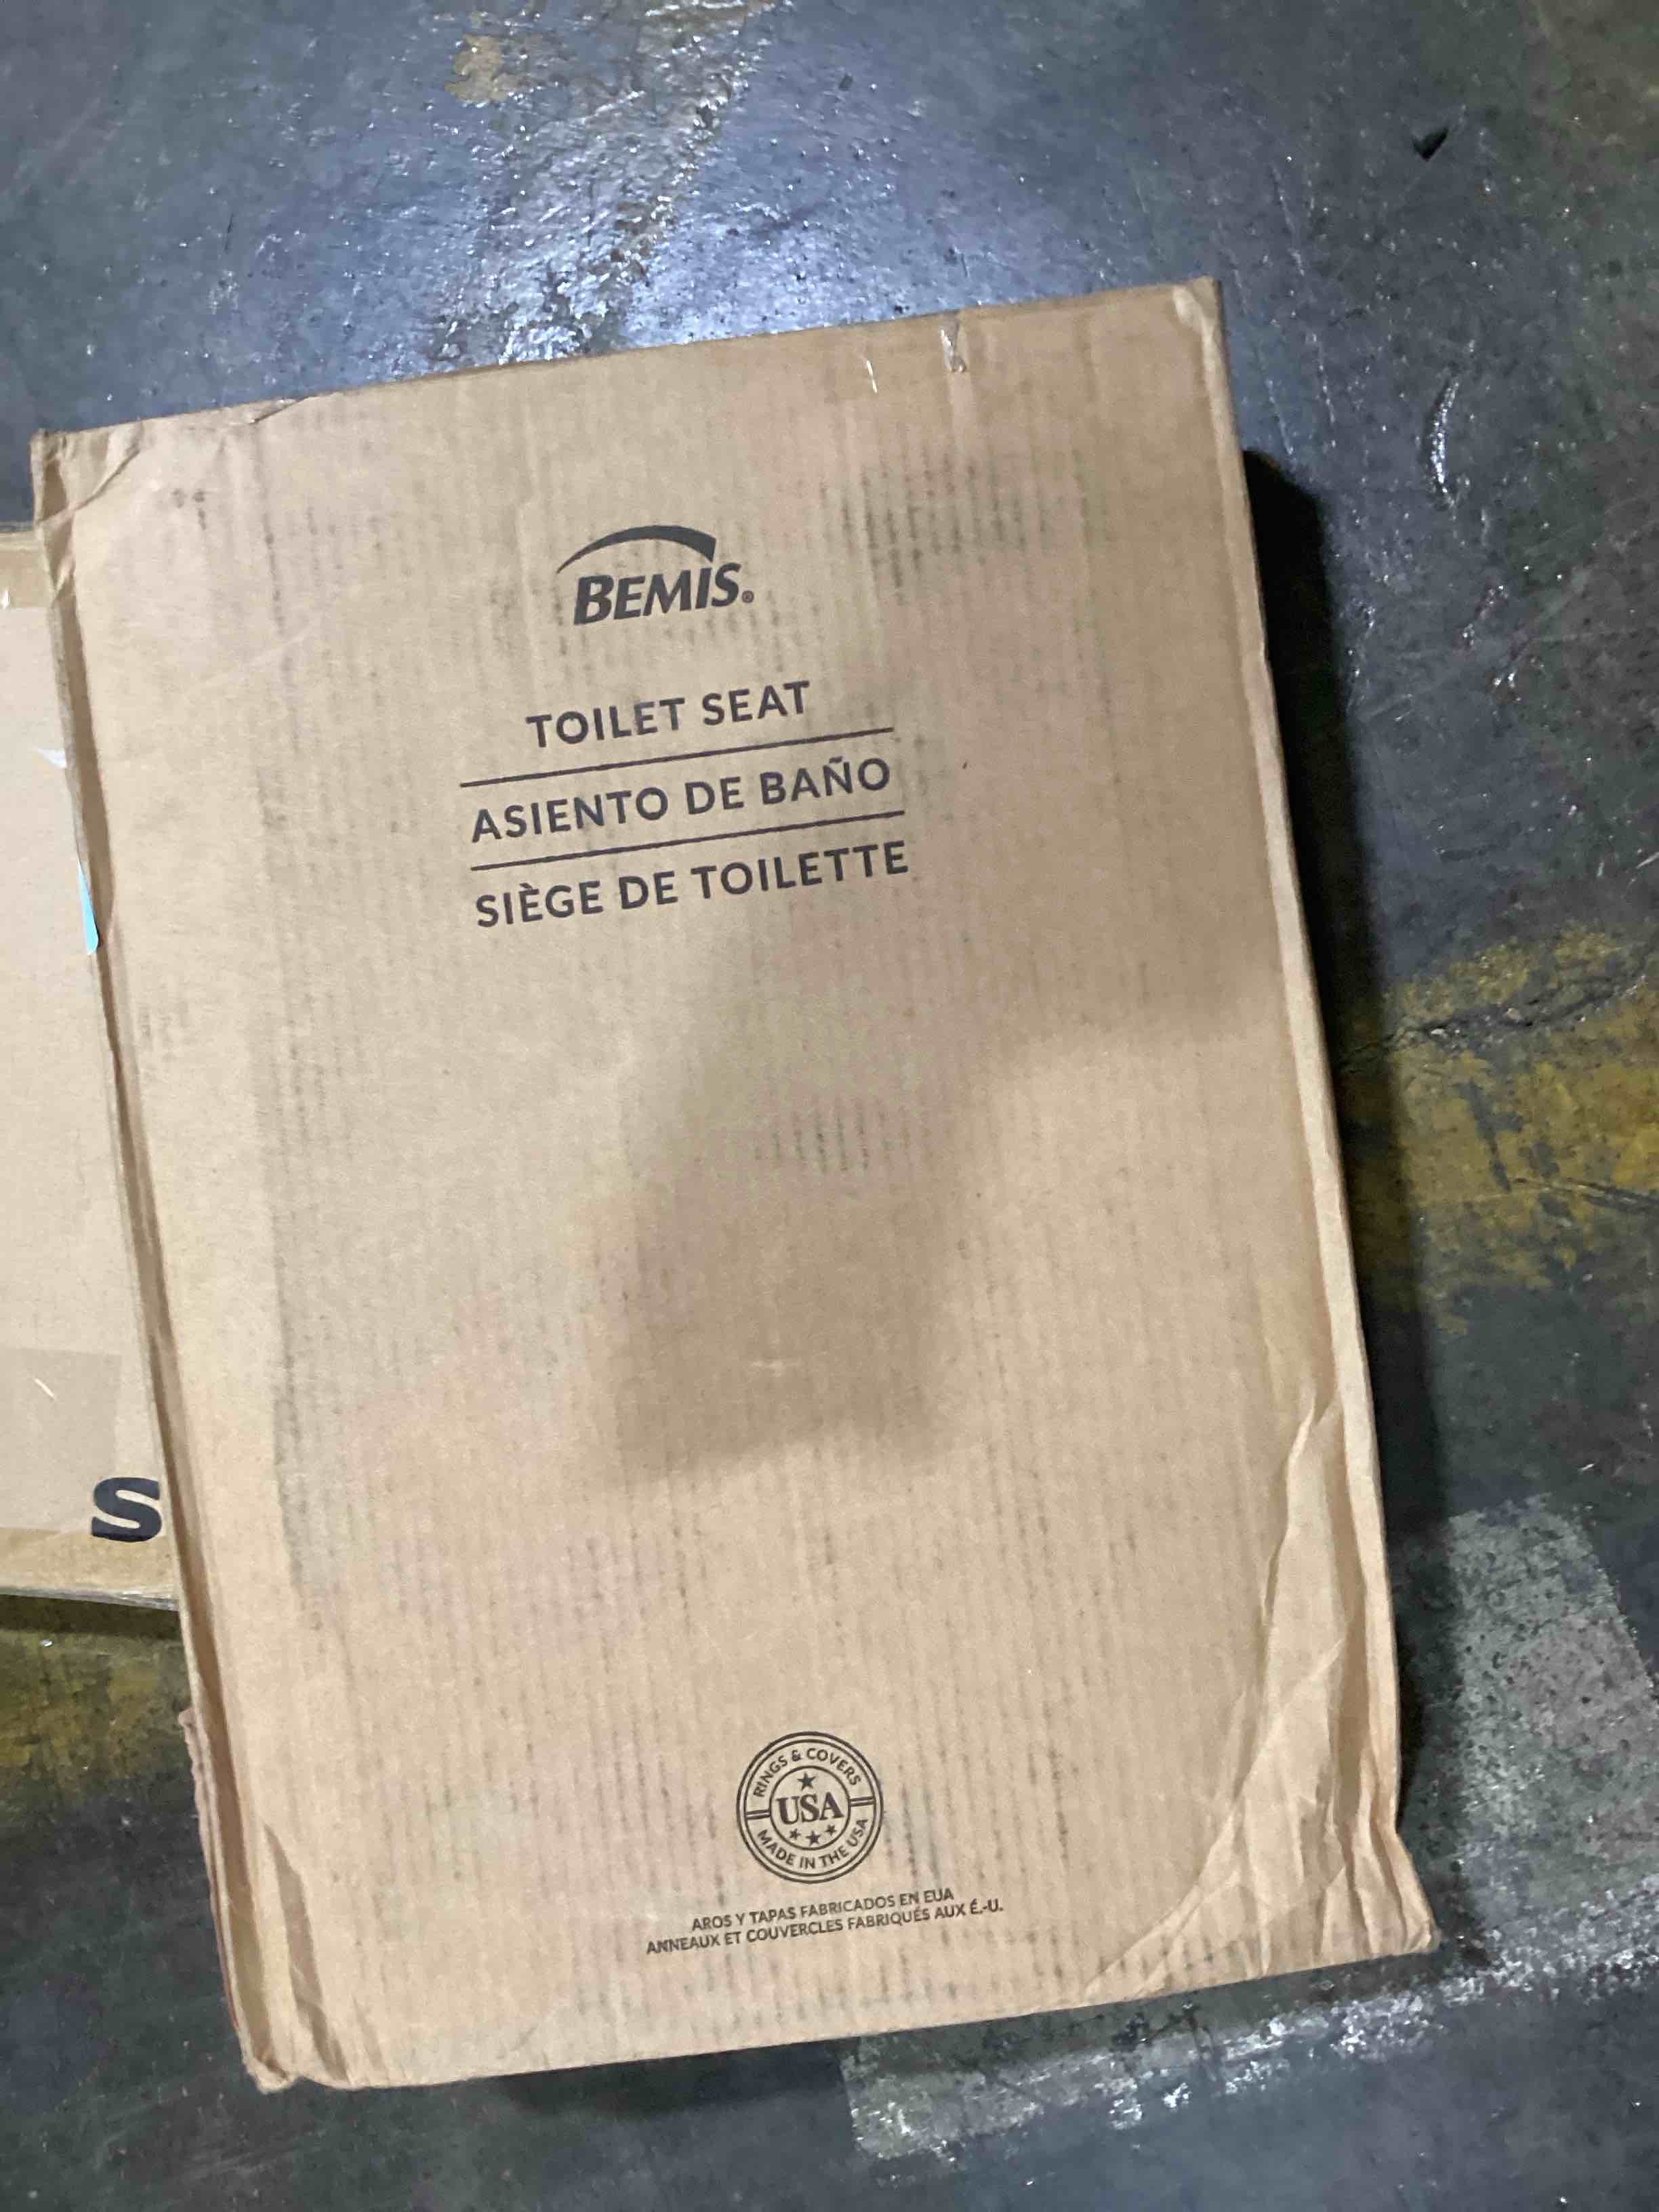 BEMIS®
TOILET SEAT
ASIENTO DE BAÑO
SIÈGE DE TOILETTE
S
RINGS & COVERS
USA
MADE IN THE USA
AROS Y TAPAS FABRICADOS EN EUA
ANNEAUX ET COUVERCLES FABRIQUÉS AUX É.-U.